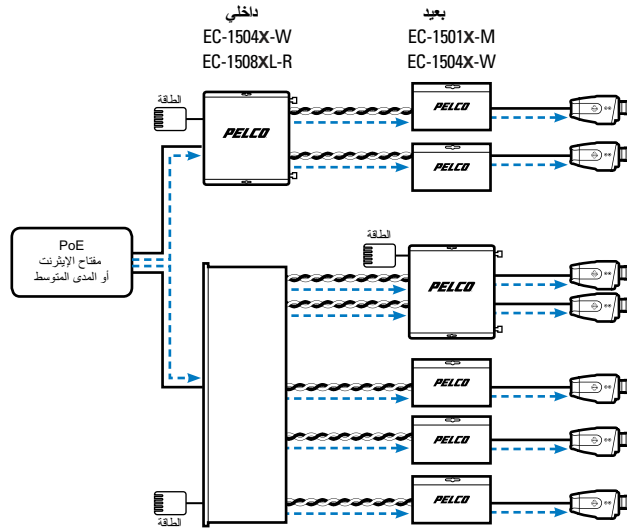 داخلي
EC-1504X-W
EC-1508XL-R
بعيد
EC-1501X-M
EC-1504X-W
الطاقة
PELCO
PELCO
PELCO
PoE
مفتاح الإيثرنت
أو المدى المتوسط
الطاقة
PELCO
PELCO
PELCO
PELCO
الطاقة